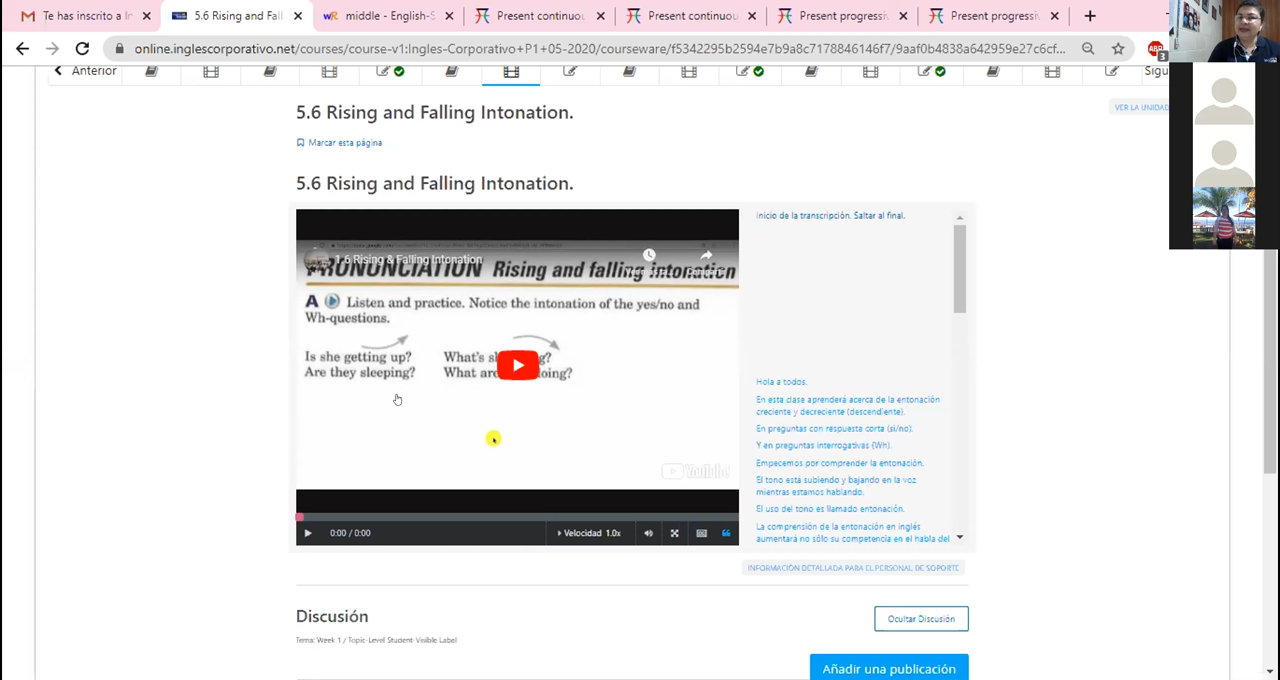 Te has inscrito a In
5.6 Rising and Fall
middle - English-S
Present continuou
Present continuou
Present progressiv
Present progressiv
online.inglescorporativo.net/courses/course-v1:Ingles-Corporativo+P1+05-2020/courseware/f5342295b2594e7b9a8c7178846146f7/9aaf0b4838a642959e27c6cf...
ABP
3
Anterior
Sigu
5.6 Rising and Falling Intonation.
VER LA UNIDAD
Marcar esta página
5.6 Rising and Falling Intonation.
1.6 Rising & Falling Intonation
PRONUNCIATION Rising and falling intonation
A Listen and practice. Notice the intonation of the yes/no and
Wh-questions.
Is she getting up?
Are they sleeping?
YouTube
0:00 / 0:00
Velocidad 1.0x
Inicio de la transcripción. Saltar al final.
Hola a todos.
En esta clase aprenderá acerca de la entonación
creciente y decreciente (descendiente).
En preguntas con respuesta corta (si/no).
Y en preguntas interrogativas (Wh).
Empecemos por comprender la entonación.
El tono está subiendo y bajando en la voz
mientras estamos hablando.
El uso del tono es llamado entonación.
La comprensión de la entonación en inglés
aumentará no sólo su competencia en el habla del
INFORMACIÓN DETALLADA PARA EL PERSONAL DE SOPORTE
Discusión
Ocultar Discusión
Tema: Week 1 / Topic-Level Student-Visible Label
Añadir una publicación